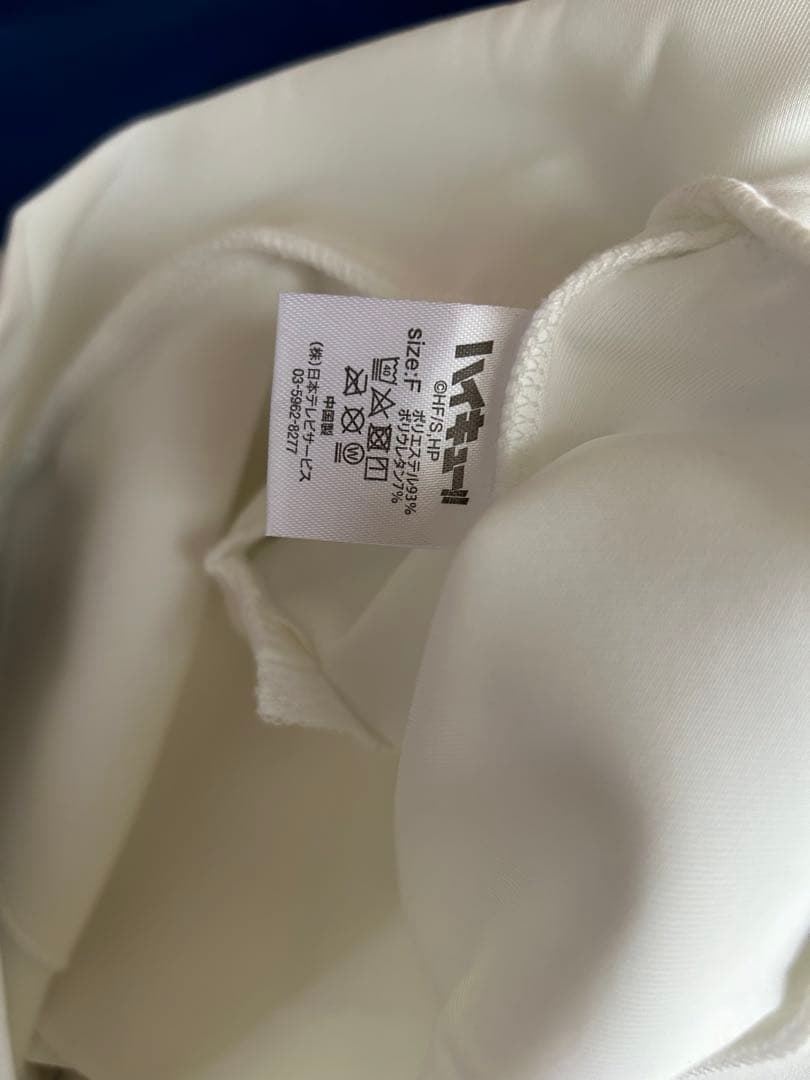 ハイキュー!!
©HF/S,HP
size:F
ポリエステル93%
ポリウレタン7%
40
W
中国製
(株)日本テレビサービス
03-5962-8277